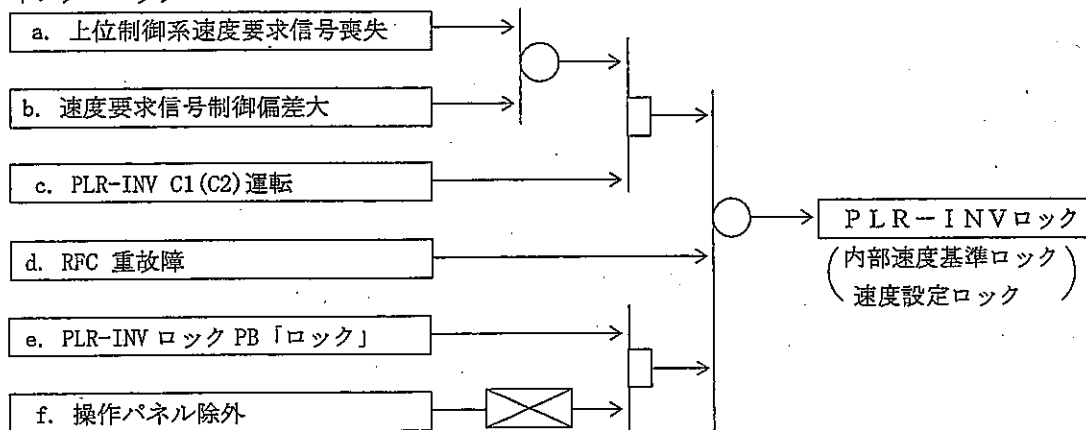 a. 上位制御系速度要求信号喪失
b. 速度要求信号制御偏差大
c. PLR-INV C1(C2)運転
d. RFC 重故障
e. PLR-INV ロック PB「ロック」
f. 操作パネル除外
PLR-INVロック
(内部速度基準ロック
速度設定ロック)